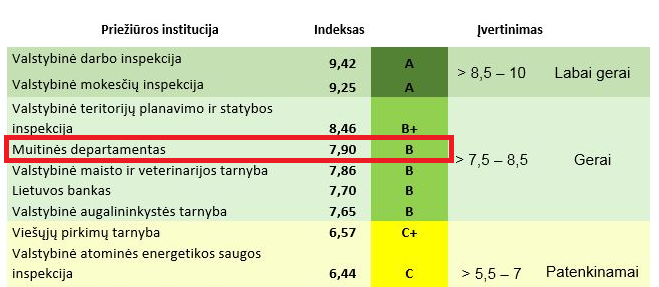 Priežiūros institucija Indeksas Įvertinimas
Valstybinė darbo inspekcija 9,42 A
Valstybinė mokesčių inspekcija 9,25 A
> 8,5 – 10 Labai gerai
Valstybinė teritorijų planavimo ir statybos
inspekcija 8,46 B+
Muitinės departamentas 7,90 B
> 7,5 – 8,5 Gerai
Valstybinė maisto ir veterinarijos tarnyba 7,86 B
Lietuvos bankas 7,70 B
Valstybinė augalininkystės tarnyba 7,65 B
Viešųjų pirkimų tarnyba 6,57 C+
Valstybinė atominės energetikos saugos
inspekcija 6,44 C
> 5,5 – 7 Patenkinamai